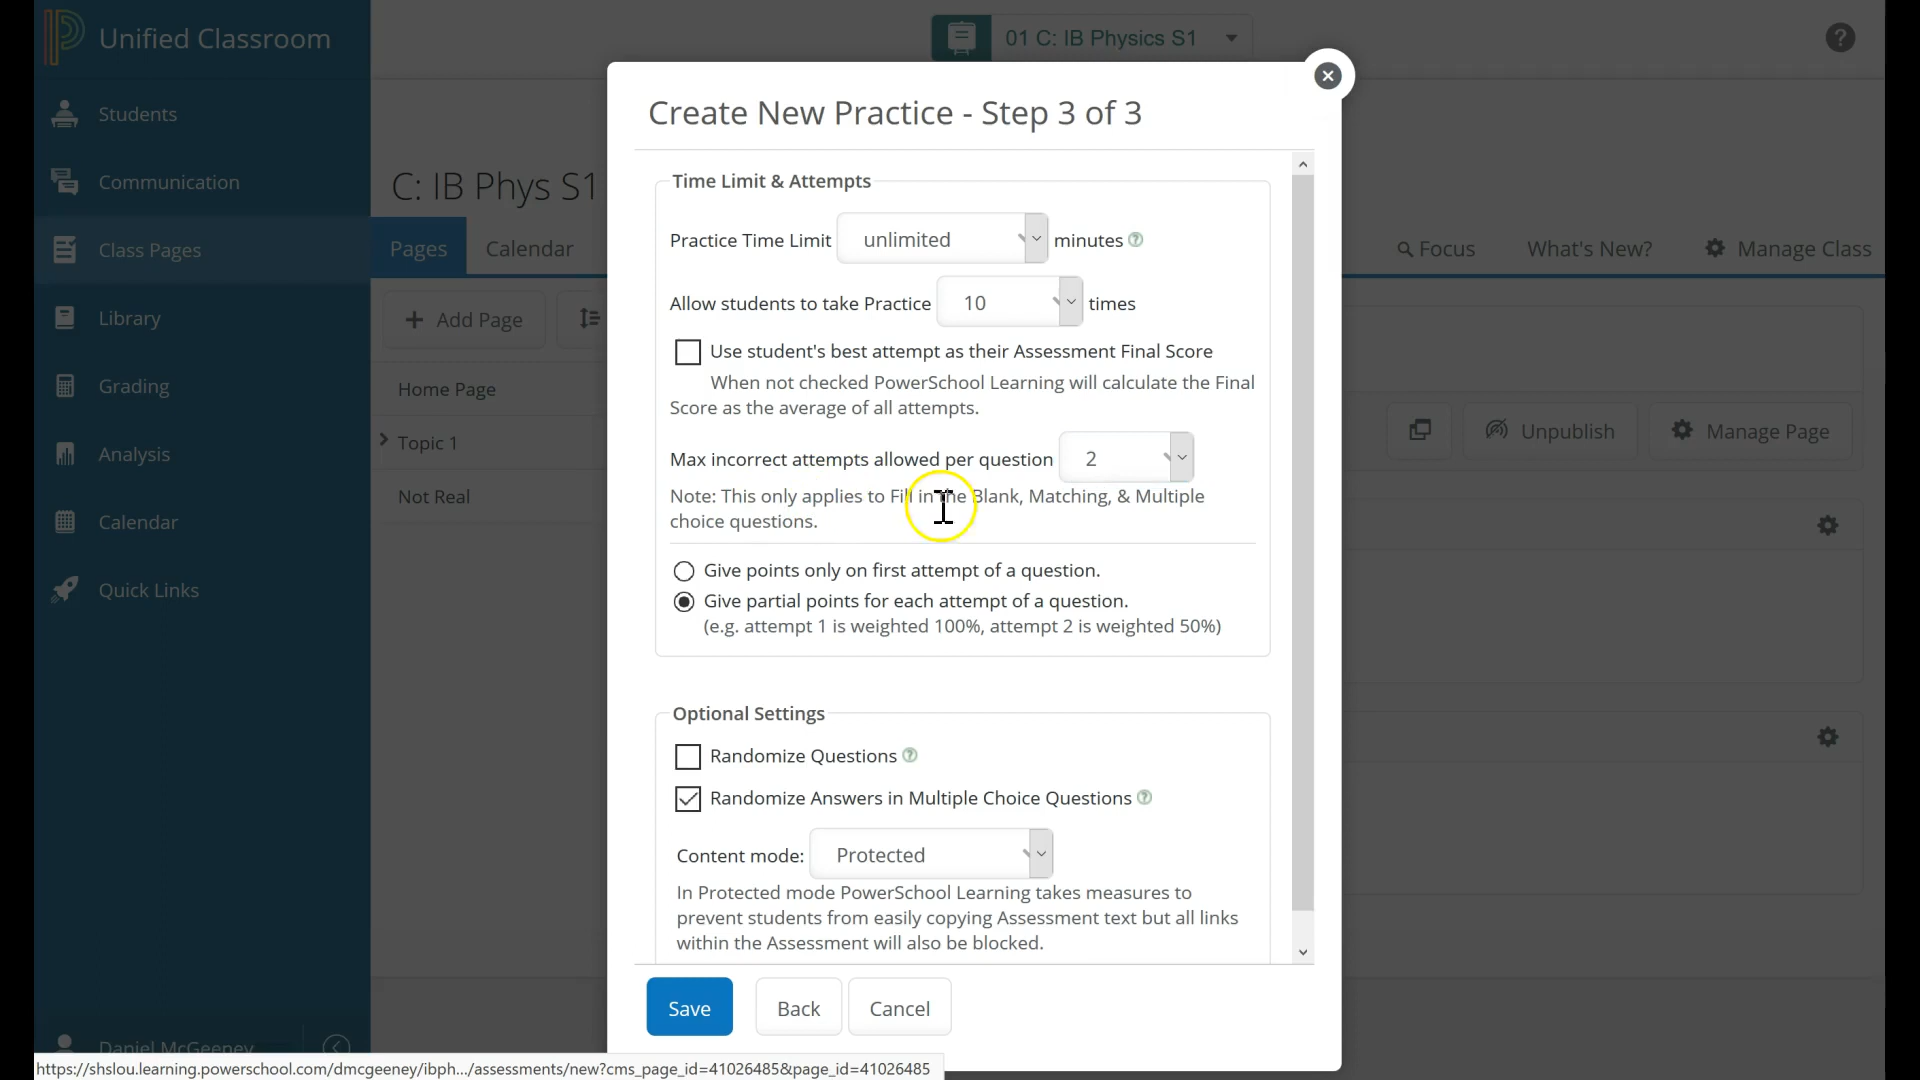 Unified Classroom
01 C: IB Physics S1
Students
Communication
Class Pages
Library
Grading
Analysis
Calendar
Quick Links
Daniel McGeeney
C: IB Phys S1
Pages
Calendar
Focus
What's New?
Manage Class
+ Add Page
Home Page
Topic 1
Not Real
Unpublish
Manage Page
Create New Practice - Step 3 of 3
Time Limit & Attempts
Practice Time Limit unlimited minutes ?
Allow students to take Practice 10 times
Use student's best attempt as their Assessment Final Score
When not checked PowerSchool Learning will calculate the Final
Score as the average of all attempts.
Max incorrect attempts allowed per question 2
Note: This only applies to Fill in the Blank, Matching, & Multiple
choice questions.
Give points only on first attempt of a question.
Give partial points for each attempt of a question.
(e.g. attempt 1 is weighted 100%, attempt 2 is weighted 50%)
Optional Settings
Randomize Questions ?
Randomize Answers in Multiple Choice Questions ?
Content mode: Protected
In Protected mode PowerSchool Learning takes measures to
prevent students from easily copying Assessment text but all links
within the Assessment will also be blocked.
Save
Back
Cancel
https://shslou.learning.powerschool.com/dmcgeeney/ibph.../assessments/new?cms_page_id=41026485&page_id=41026485